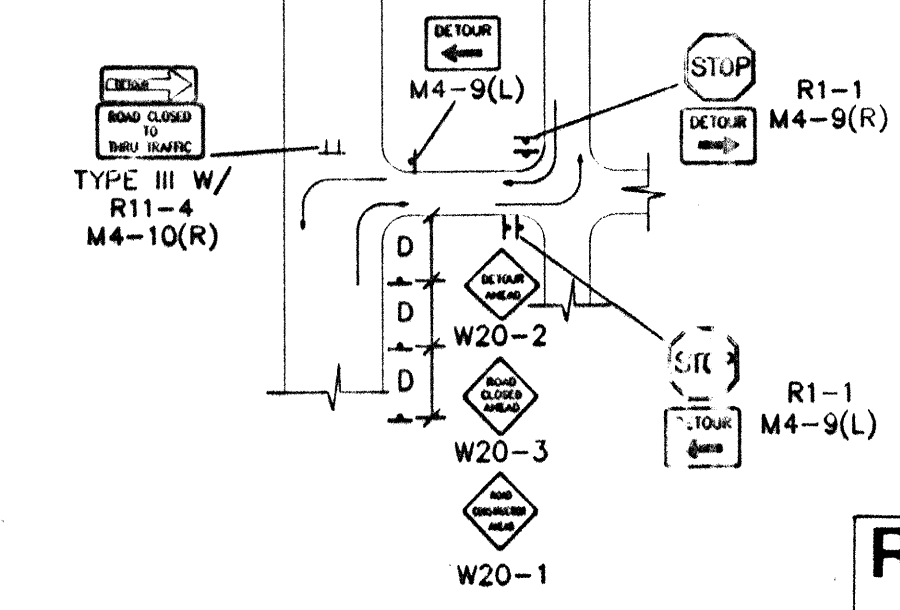 DETOUR
M4-9(L)
STOP
DETOUR
R1-1
M4-9(R)
DETOUR
ROAD CLOSED
TO
THRU TRAFFIC
TYPE III W/
R11-4
M4-10(R)
D
D
D
DETOUR
AHEAD
W20-2
ROAD
CLOSED
AHEAD
W20-3
ROAD
CONSTRUCTION
AHEAD
W20-1
STOP
DETOUR
R1-1
M4-9(L)
R